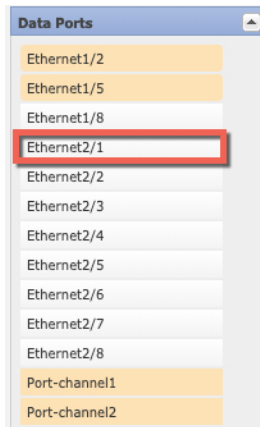 Data Ports
Ethernet1/2
Ethernet1/5
Ethernet1/8
Ethernet2/1
Ethernet2/2
Ethernet2/3
Ethernet2/4
Ethernet2/5
Ethernet2/6
Ethernet2/7
Ethernet2/8
Port-channel1
Port-channel2